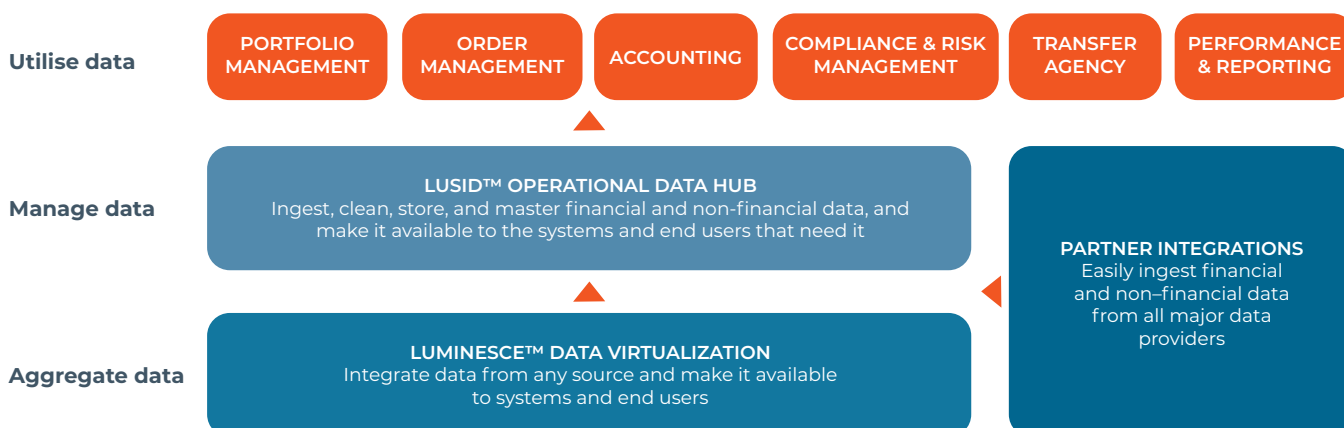 Utilise data
PORTFOLIO
MANAGEMENT
ORDER
MANAGEMENT
ACCOUNTING
COMPLIANCE & RISK
MANAGEMENT
TRANSFER
AGENCY
PERFORMANCE
& REPORTING
Manage data
LUSID™ OPERATIONAL DATA HUB
Ingest, clean, store, and master financial and non-financial data, and
make it available to the systems and end users that need it
PARTNER INTEGRATIONS
Easily ingest financial
and non–financial data
from all major data
providers
Aggregate data
LUMINESCE™ DATA VIRTUALIZATION
Integrate data from any source and make it available
to systems and end users